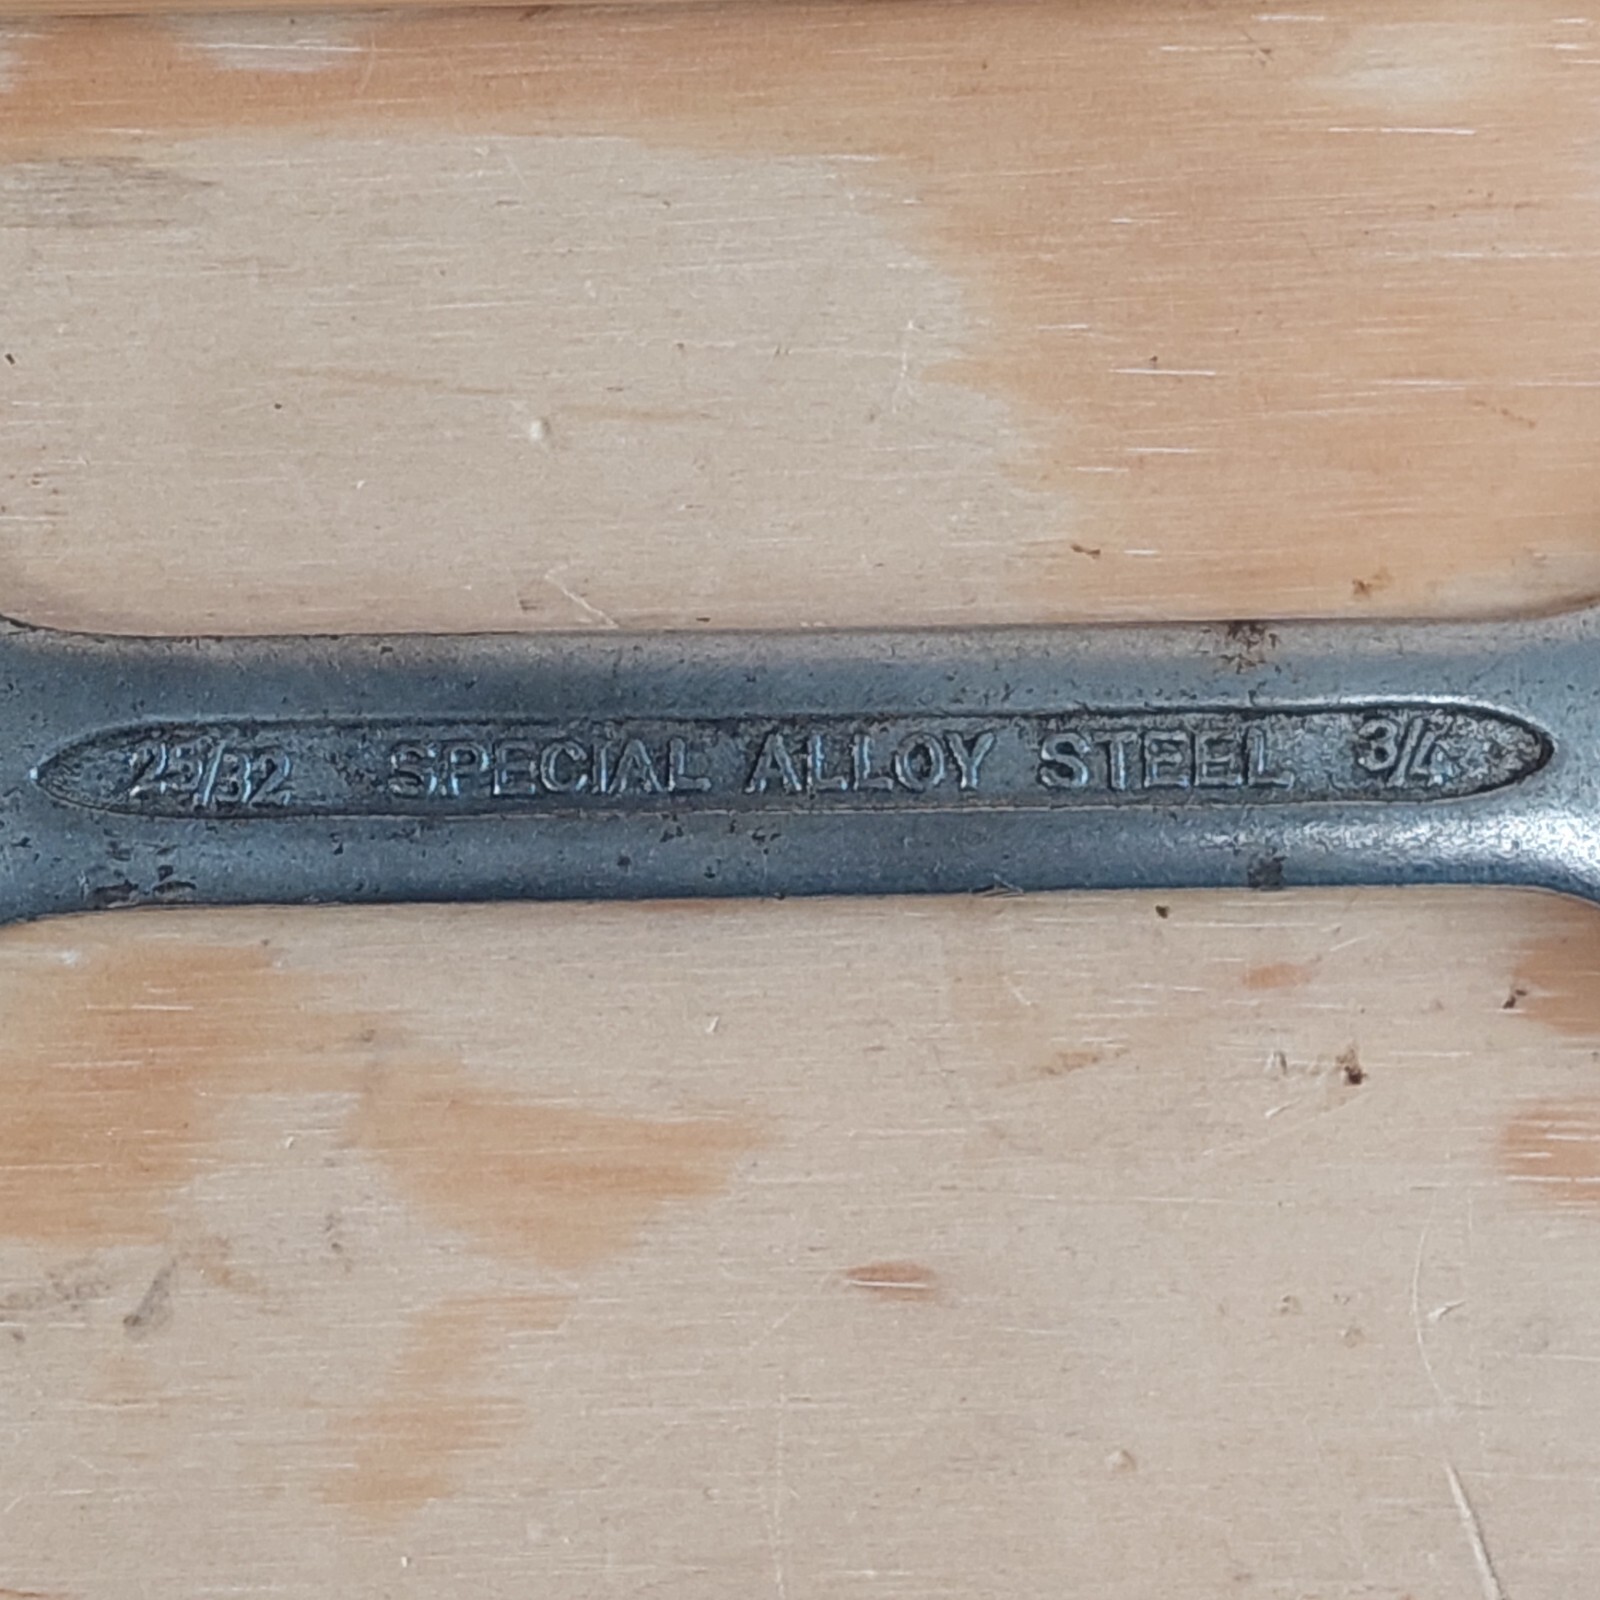 25/32 SPECIAL ALLOY STEEL 3/4